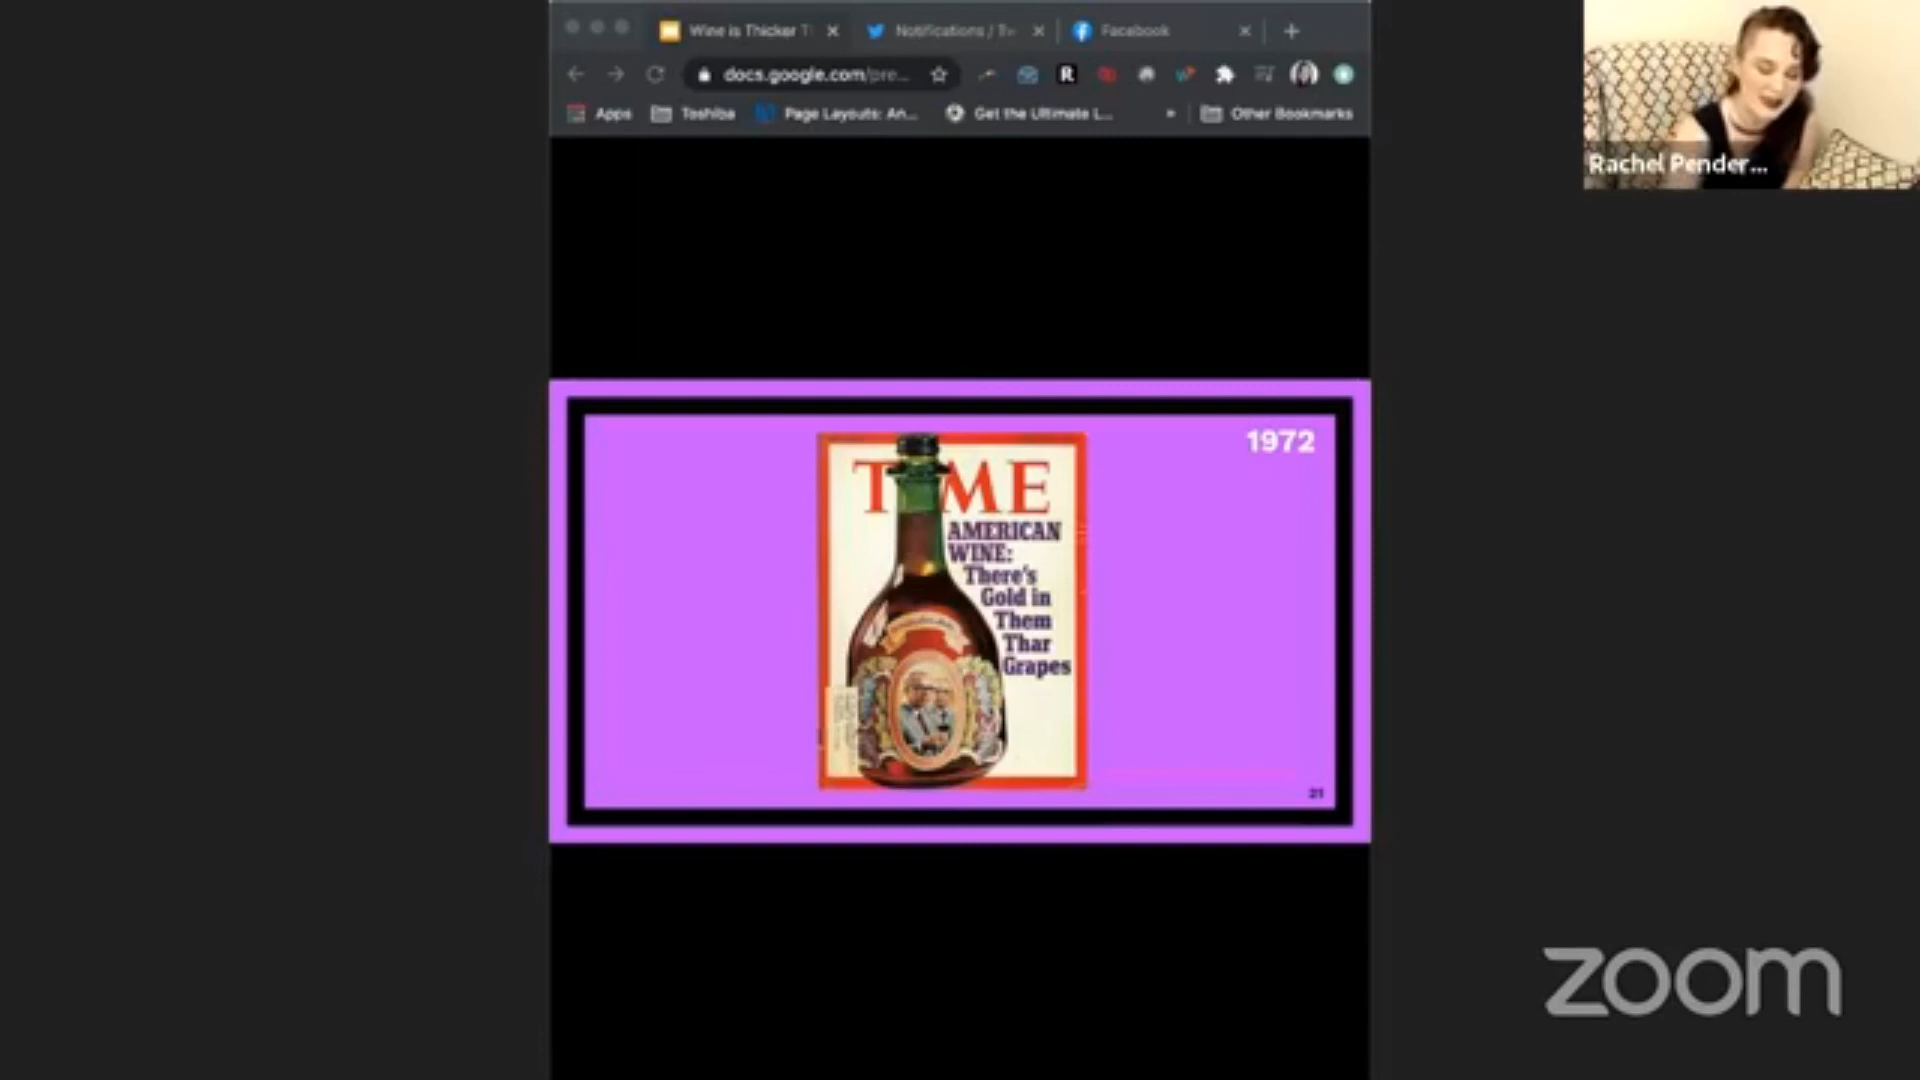 Wine is Thicker T
Notifications / Tw
Facebook
docs.google.com/pre...
Apps
Toshiba
Page Layouts: An...
Get the Ultimate L...
»
Other Bookmarks
Rachel Pender...
1972
TIME
AMERICAN
WINE:
There's
Gold in
Them
Thar
Grapes
21
zoom